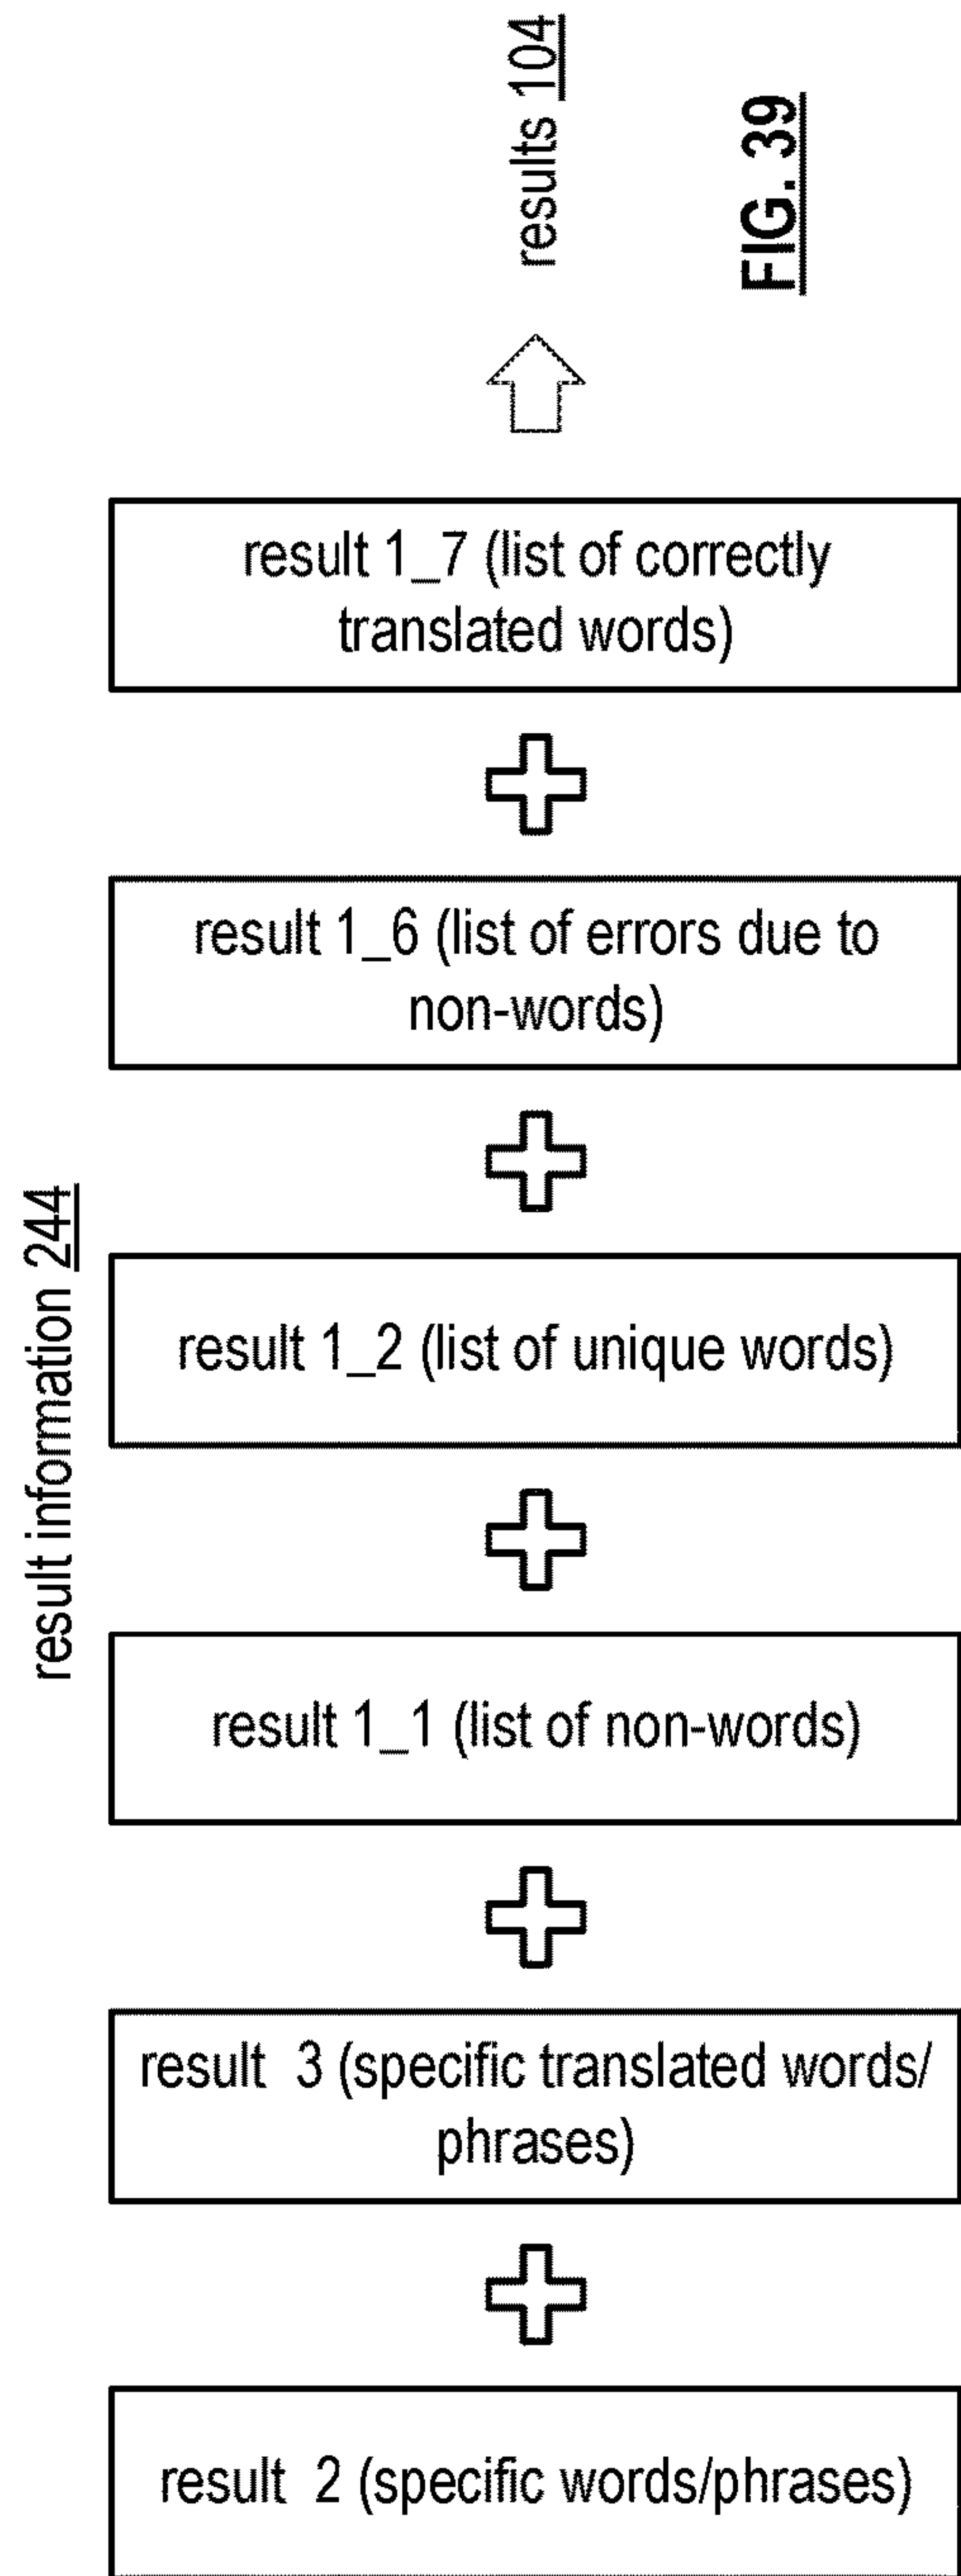 results 104
FIG. 39
result 1_7 (list of correctly
translated words)
result 1_6 (list of errors due to
non-words)
result information 244
result 1_2 (list of unique words)
result 1_1 (list of non-words)
result 3 (specific translated words/
phrases)
result 2 (specific words/phrases)